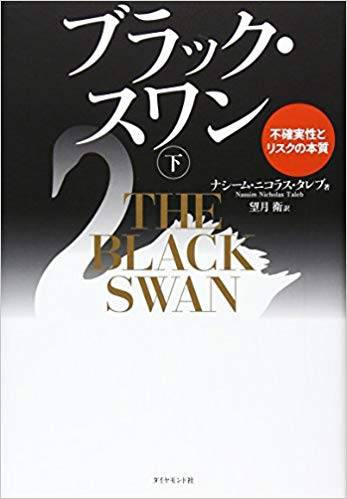 ブラック・
スワン
下
不確実性と
リスクの本質
ナシーム・ニコラス・タレブ著
Nassim Nicholas Taleb
望月 衛訳
THE
BLACK
SWAN
ダイヤモンド社